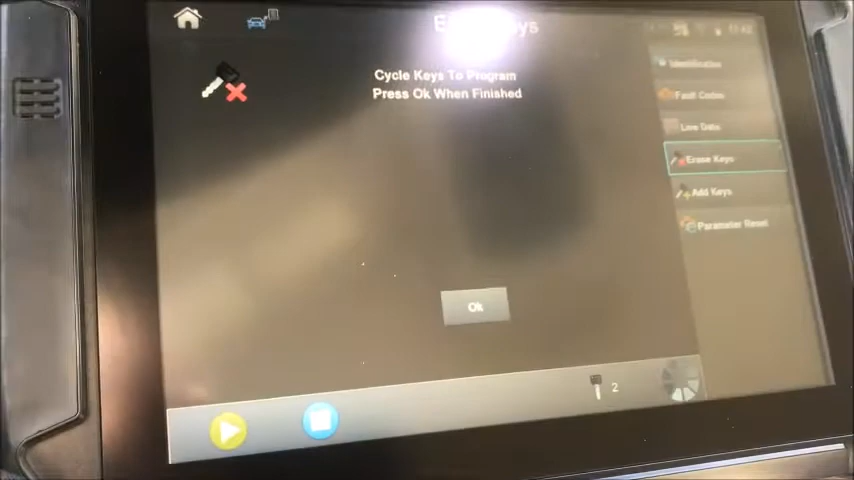 Cycle Keys To Program
Press Ok When Finished
Ok
Identification
Fault Codes
Live Data
Erase Keys
Add Keys
Parameter Reset
2